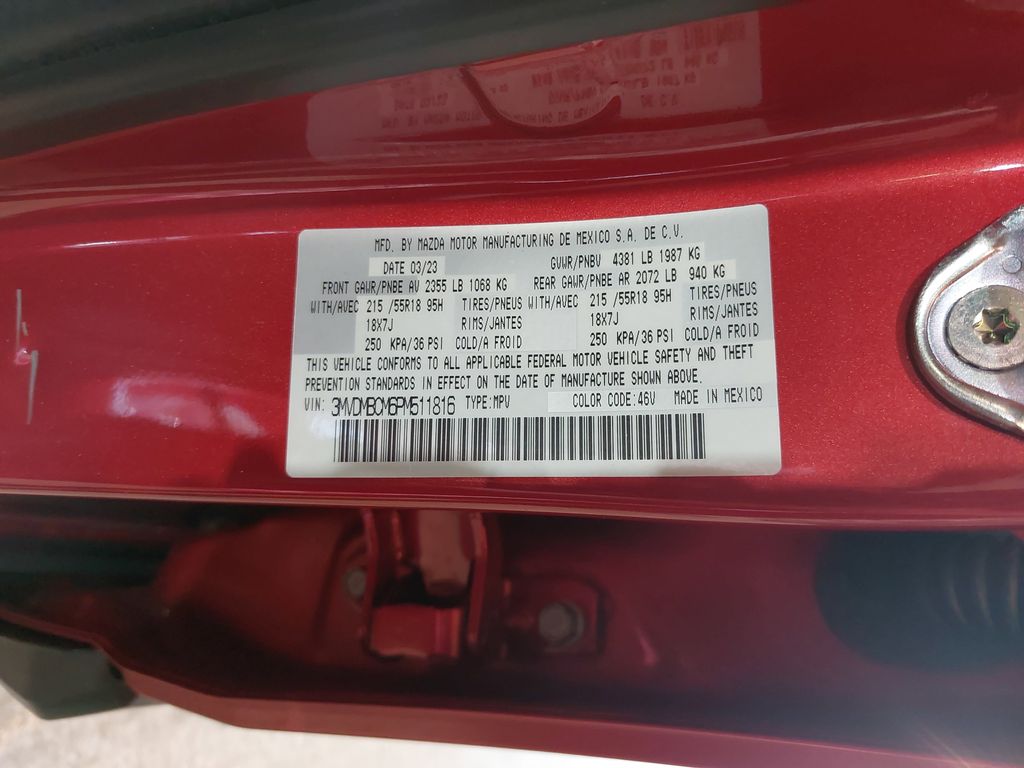 MFD. BY MAZDA MOTOR MANUFACTURING DE MEXICO S.A. DE C.V.
DATE 03/23 GVWR/PNBV 4381 LB 1987 KG
FRONT GAWR/PNBE AV 2355 LB 1068 KG REAR GAWR/PNBE AR 2072 LB 940 KG
WITH/AVEC 215 /55R18 95H TIRES/PNEUS WITH/AVEC 215 /55R18 95H TIRES/PNEUS
18X7J RIMS/JANTES 18X7J RIMS/JANTES
250 KPA/36 PSI COLD/A FROID 250 KPA/36 PSI COLD/A FROID
THIS VEHICLE CONFORMS TO ALL APPLICABLE FEDERAL MOTOR VEHICLE SAFETY AND THEFT
PREVENTION STANDARDS IN EFFECT ON THE DATE OF MANUFACTURE SHOWN ABOVE.
VIN: 3MVDMBCM6PM511816 TYPE:MPV COLOR CODE:46V MADE IN MEXICO